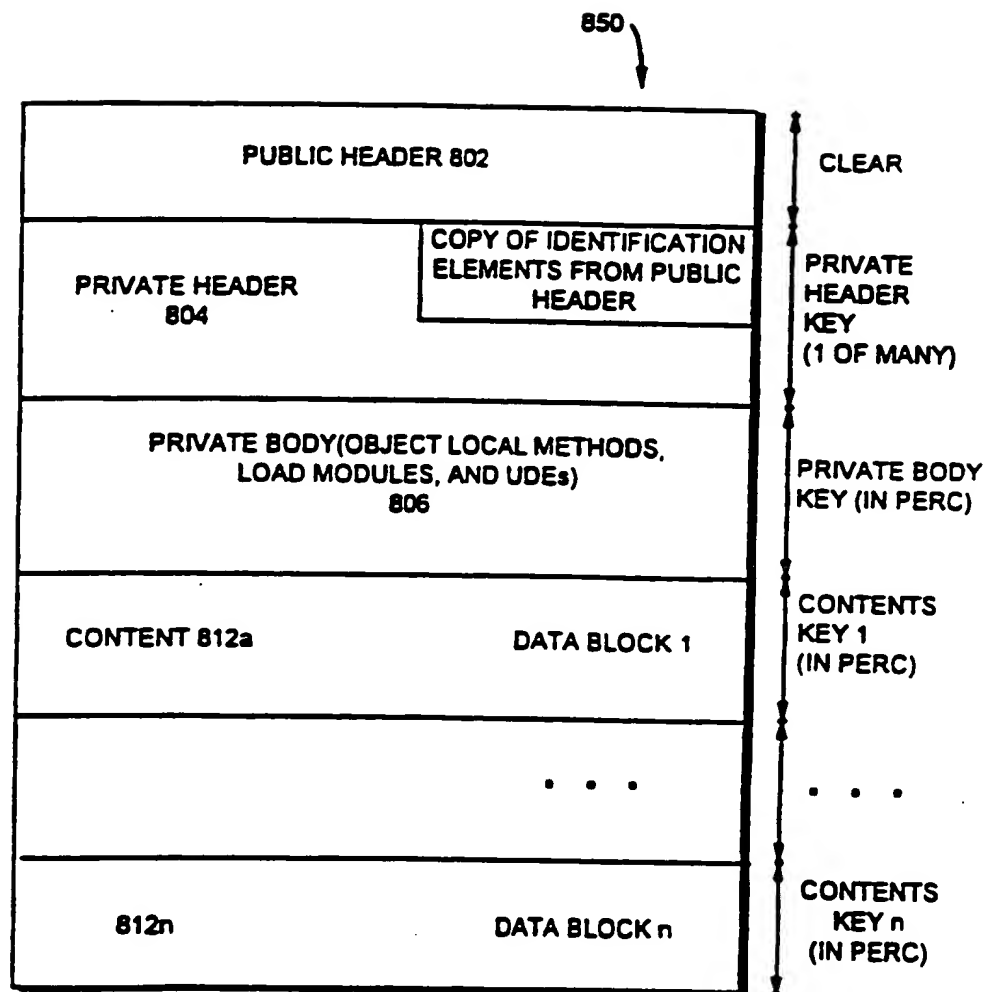 850
PUBLIC HEADER 802
CLEAR
PRIVATE HEADER
804
COPY OF IDENTIFICATION
ELEMENTS FROM PUBLIC
HEADER
PRIVATE
HEADER
KEY
(1 OF MANY)
PRIVATE BODY(OBJECT LOCAL METHODS,
LOAD MODULES, AND UDEs)
806
PRIVATE BODY
KEY (IN PERC)
CONTENT 812a
DATA BLOCK 1
CONTENTS
KEY 1
(IN PERC)
. . .
. . .
812n
DATA BLOCK n
CONTENTS
KEY n
(IN PERC)